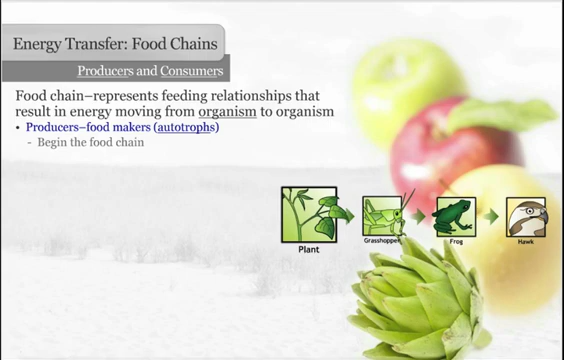 Energy Transfer: Food Chains
Producers and Consumers
Food chain–represents feeding relationships that
result in energy moving from organism to organism
• Producers–food makers (autotrophs)
- Begin the food chain
Plant
Grasshopper
Frog
Hawk